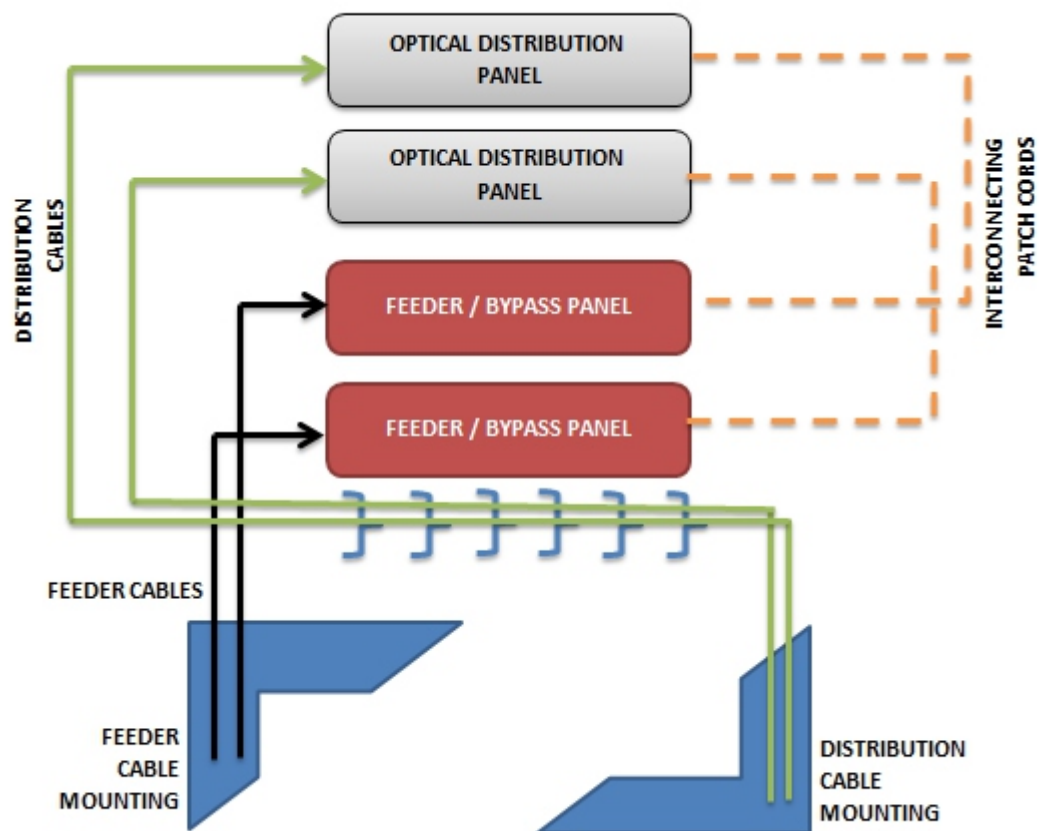 OPTICAL DISTRIBUTION
PANEL
OPTICAL DISTRIBUTION
PANEL
DISTRIBUTION
CABLES
INTERCONNECTING
PATCH CORDS
FEEDER / BYPASS PANEL
FEEDER / BYPASS PANEL
FEEDER CABLES
FEEDER
CABLE
MOUNTING
DISTRIBUTION
CABLE
MOUNTING